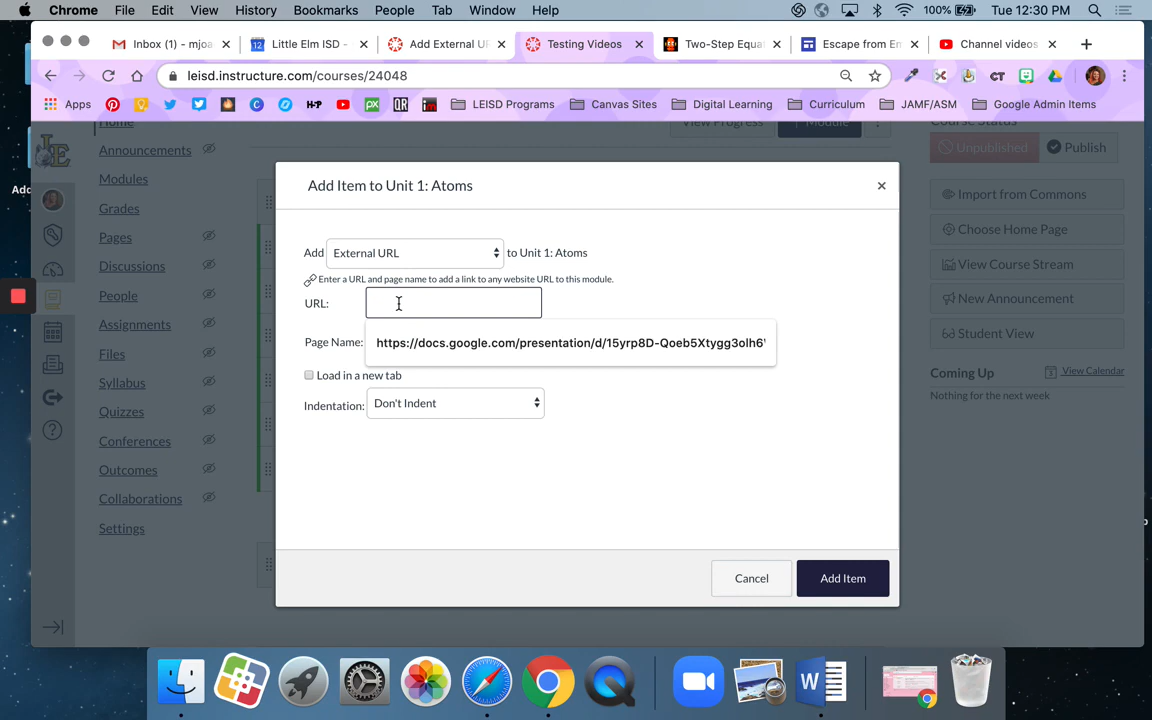 Chrome File Edit View History Bookmarks People Tab Window Help 100% Tue 12:30 PM
Inbox (1) - mjoa Little Elm ISD - Add External U Testing Videos Two-Step Equa Escape from En Channel videos
leisd.instructure.com/courses/24048
Apps LEISD Programs Canvas Sites Digital Learning Curriculum JAMF/ASM Google Admin Items
Home View Progress Module Course Status
Announcements
Unpublished Publish
Modules
Grades
Pages
Discussions
People
Assignments
Files
Syllabus
Quizzes
Conferences
Outcomes
Collaborations
Settings
Add Item to Unit 1: Atoms
Add External URL to Unit 1: Atoms
Enter a URL and page name to add a link to any website URL to this module.
URL:
Page Name: https://docs.google.com/presentation/d/15yrp8D-Qoeb5Xtygg3olh6
Load in a new tab
Indentation: Don't Indent
Cancel Add Item
Import from Commons
Choose Home Page
View Course Stream
New Announcement
Student View
Coming Up View Calendar
Nothing for the next week